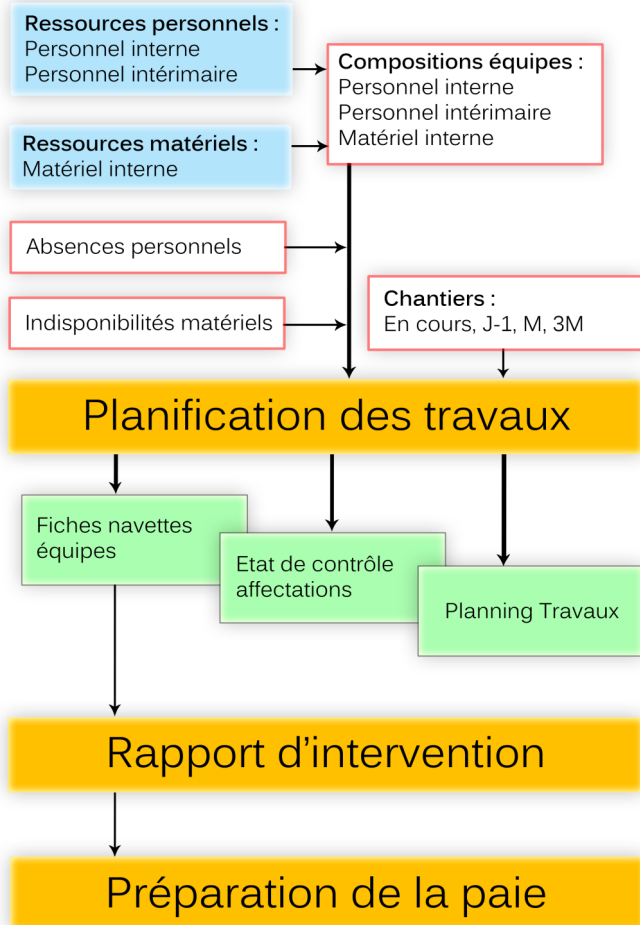 Ressources personnels :
Personnel interne
Personnel intérimaire
Compositions équipes :
Personnel interne
Personnel intérimaire
Matériel interne
Ressources matériels :
Matériel interne
Absences personnels
Indisponibilités matériels
Chantiers :
En cours, J-1, M, 3M
Planification des travaux
Fiches navettes
équipes
Etat de contrôle
affectations
Planning Travaux
Rapport d'intervention
Préparation de la paie